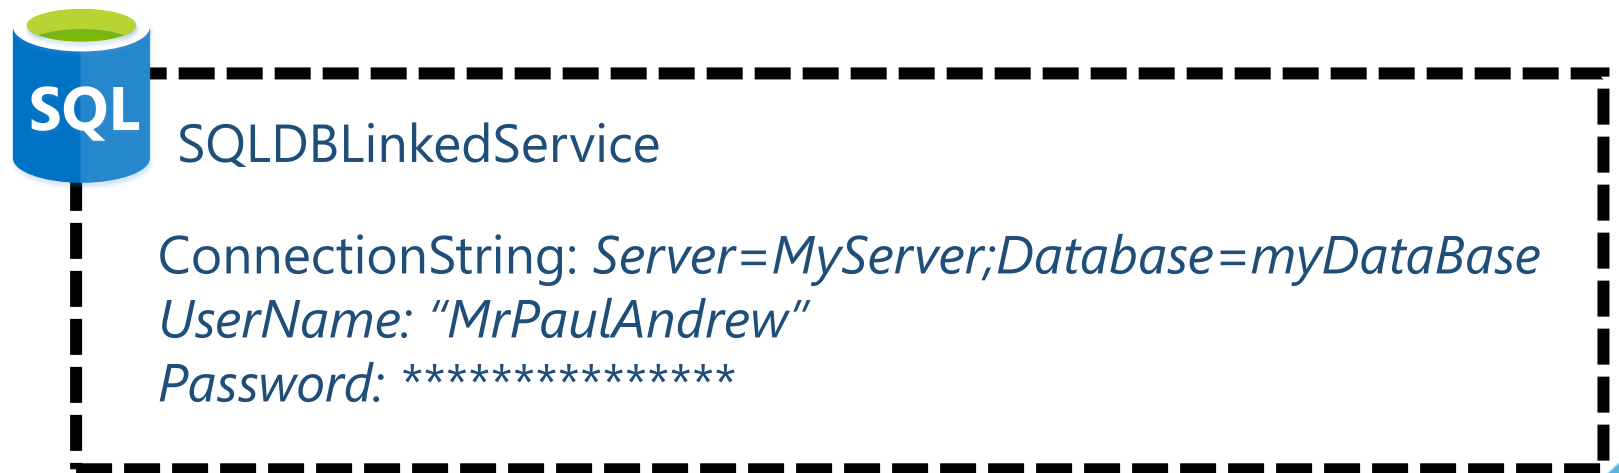 SQL
SQLDBLinkedService
ConnectionString: Server=MyServer;Database=myDataBase
UserName: “MrPaulAndrew”
Password: ***************